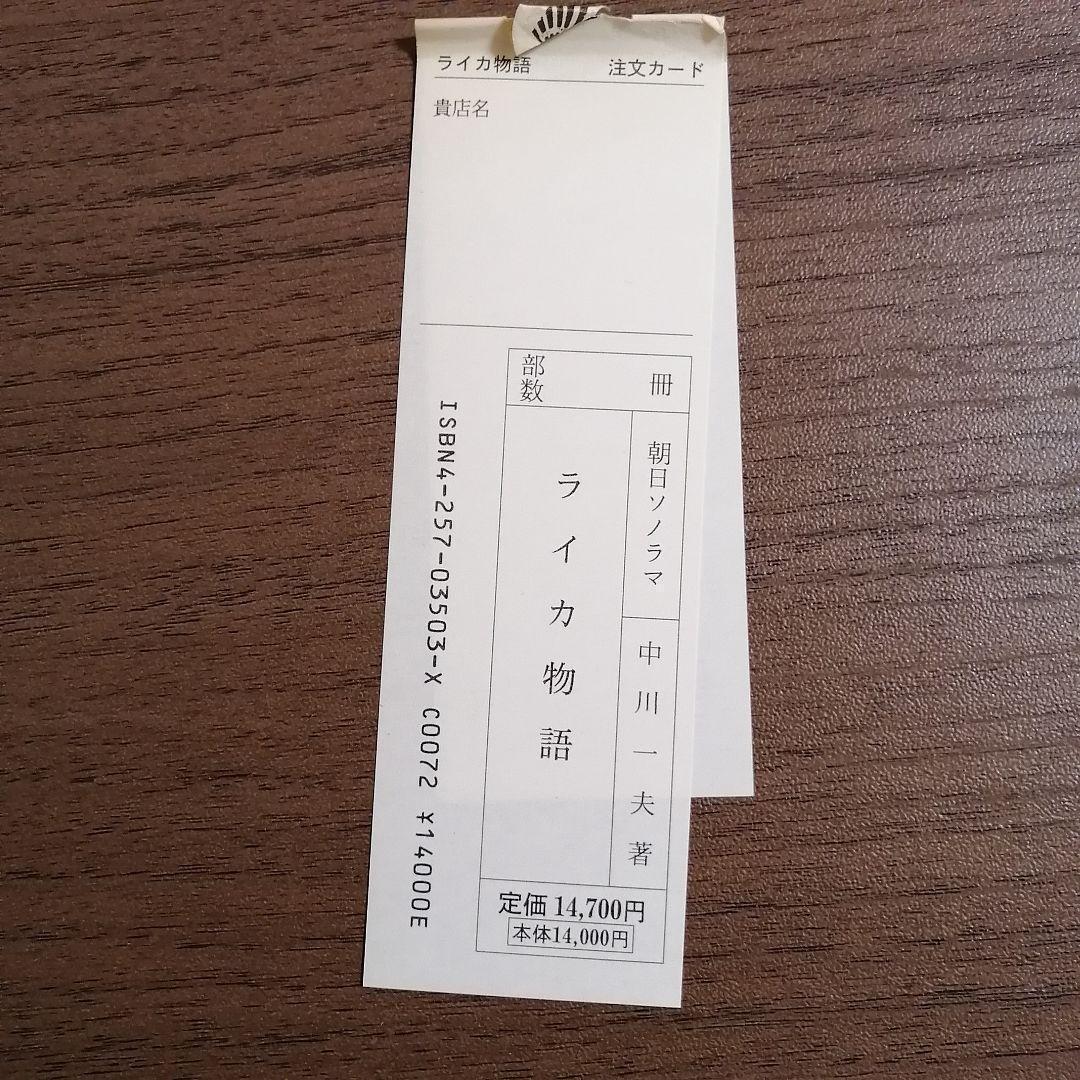 ライカ物語 注文カード
貴店名
部数 冊
朝日ソノラマ
中川一夫著
ライカ物語
定価14,700円
本体14,000円
ISBN4-257-03503-X C0072 ¥14000E